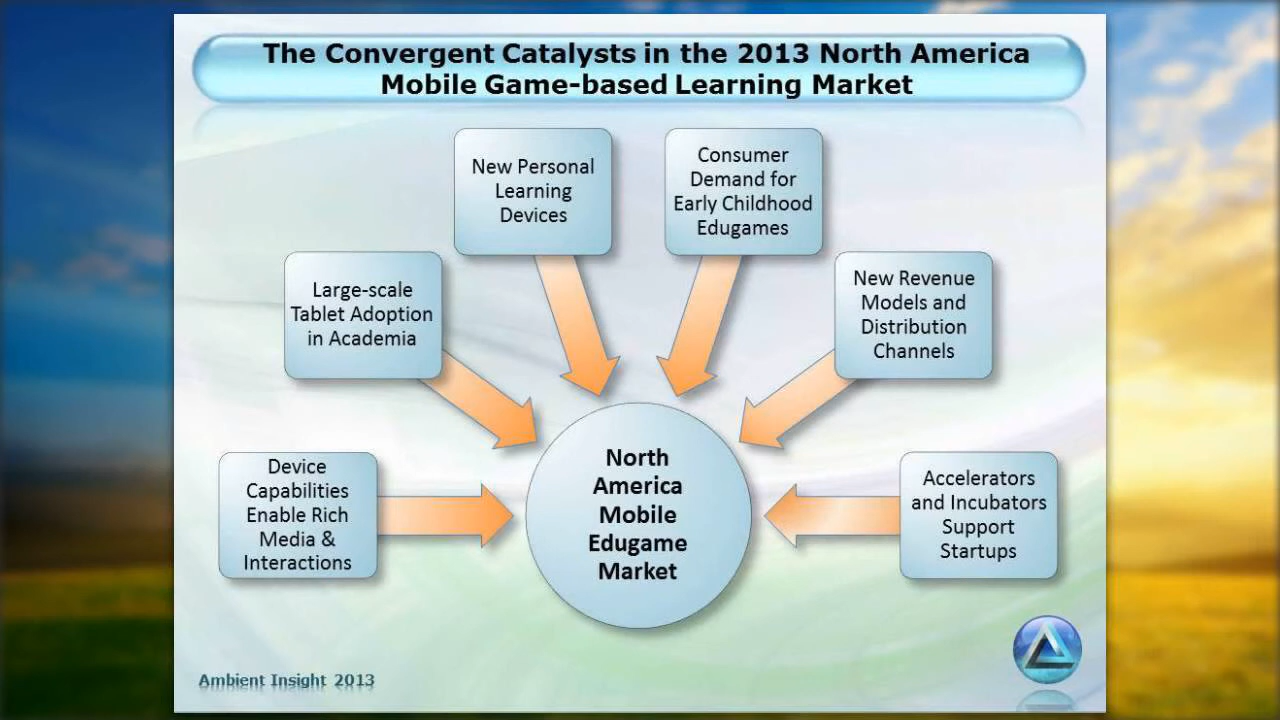 The Convergent Catalysts in the 2013 North America
Mobile Game-based Learning Market
New Personal
Learning
Devices
Consumer
Demand for
Early Childhood
Edugames
Large-scale
Tablet Adoption
in Academia
New Revenue
Models and
Distribution
Channels
Device
Capabilities
Enable Rich
Media &
Interactions
North
America
Mobile
Edugame
Market
Accelerators
and Incubators
Support
Startups
Ambient Insight 2013